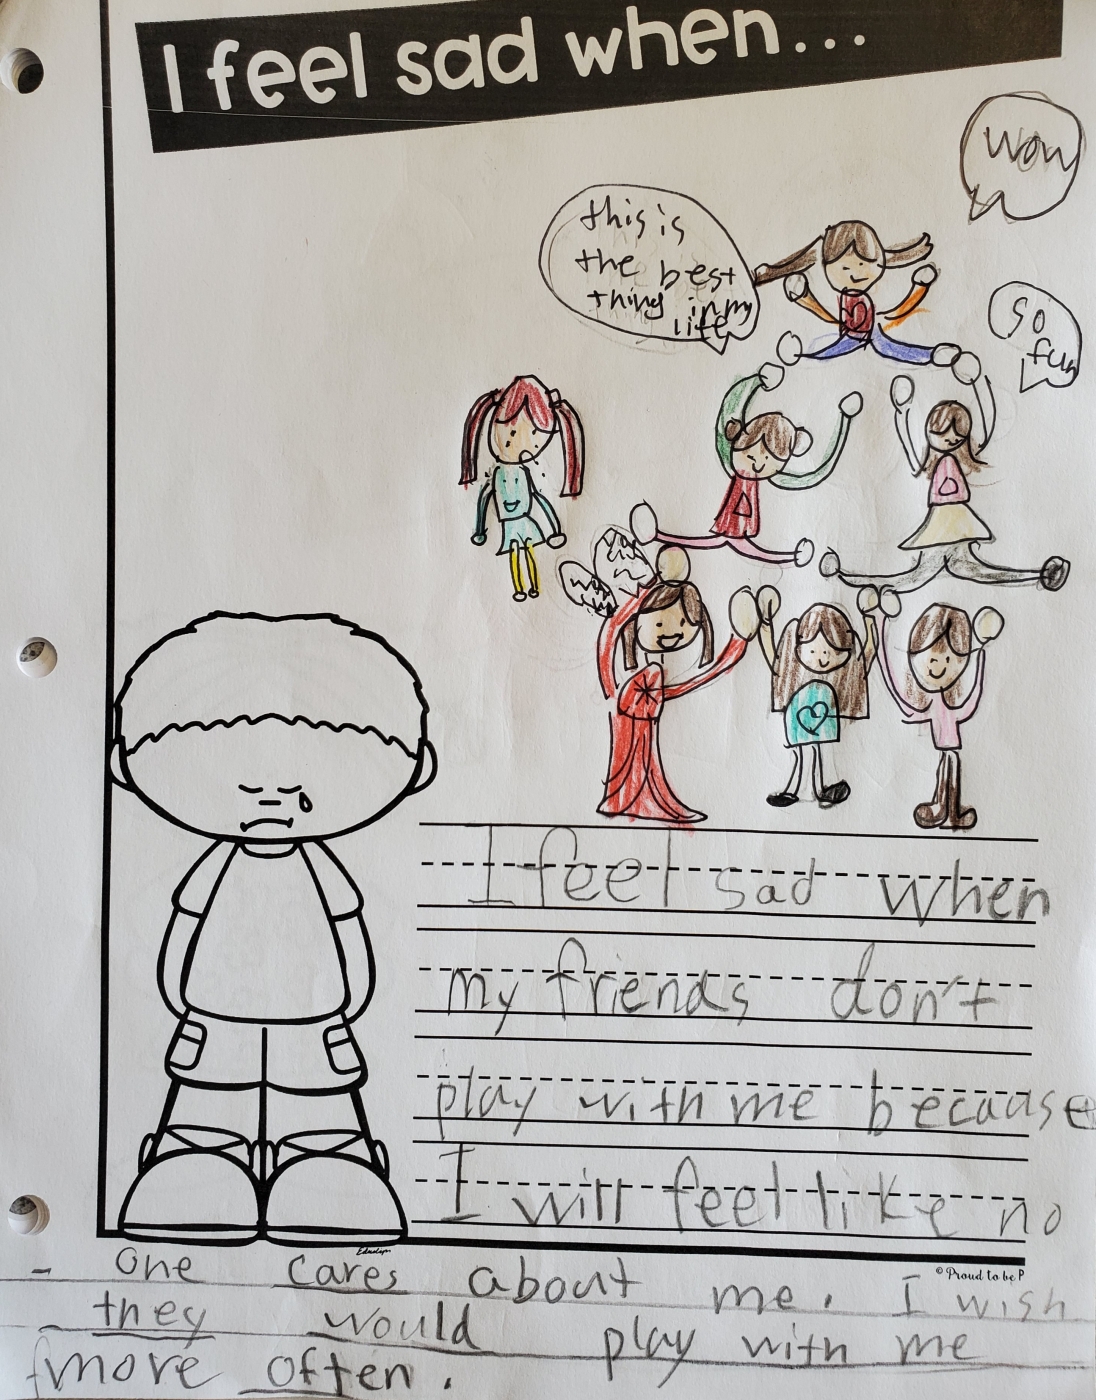 I feel sad when...
Wow
this is
the best
thing in my
life
So
fun
I feel sad when
my friends don't
play with me because
I will feel like no
one cares about me. I wish
they would play with me
more often.
© Proud to be P